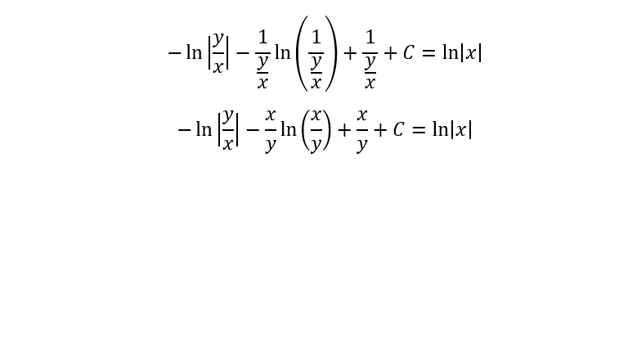 − ln |y/x| − 1/(y/x) ln (1/(y/x)) + 1/(y/x) + C = ln|x|
− ln |y/x| − x/y ln (x/y) + x/y + C = ln|x|